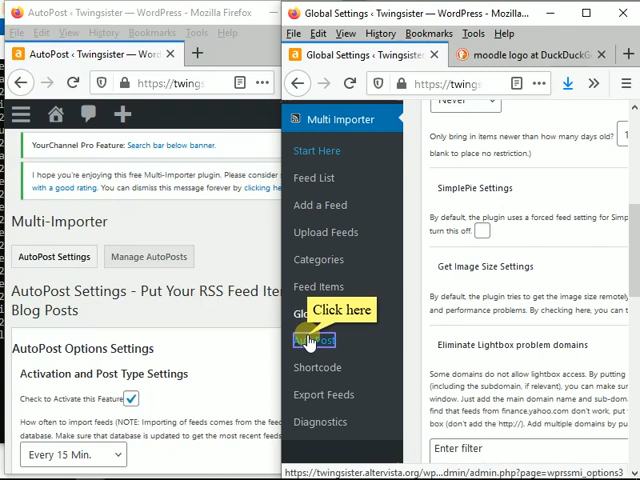 AutoPost ‹ Twingsister — WordPress — Mozilla Firefox
File Edit View History Bookmarks Tools Help
AutoPost ‹ Twingsister — Word
https://twings
YourChannel Pro Feature: Search bar below banner.
I hope you're enjoying this free Multi-Importer plugin. Please consider
with a good rating. You can dismiss this message forever by clicking he
Multi-Importer
AutoPost Settings
Manage AutoPosts
AutoPost Settings - Put Your RSS Feed Item
Blog Posts
AutoPost Options Settings
Activation and Post Type Settings
Check to Activate this Feature
How often to import feeds (NOTE: Importing of feeds comes from the feed
database. Make sure that database is updated to get the most recent feeds
Every 15 Min.
Global Settings ‹ Twingsister — WordPress — Mozilla...
File Edit View History Bookmarks Tools Help
Global Settings ‹ Twingsister
moodle logo at DuckDuckG
https://twings
Multi Importer
Start Here
Feed List
Add a Feed
Upload Feeds
Categories
Feed Items
Glo
Click here
AutoPost
Shortcode
Export Feeds
Diagnostics
Never
Only bring in items newer than how many days old? 1
blank to place no restriction.)
SimplePie Settings
By default, the plugin uses a forced feed setting for Simp
turn this off.
Get Image Size Settings
By default, the plugin tries to get the image size remotely
and performance problems. By checking here, you can
Eliminate Lightbox problem domains
Some domains do not allow lightbox access. By putting
(including the subdomain, if relevant), you can make sur
window. Just add the main domain name and sub-doma
find that feeds from finance.yahoo.com don't work, put
box (don't add the http://). Add multiple domains by put
Enter filter
https://twingsister.altervista.org/wp...dmin/admin.php?page=wprssmi_options3